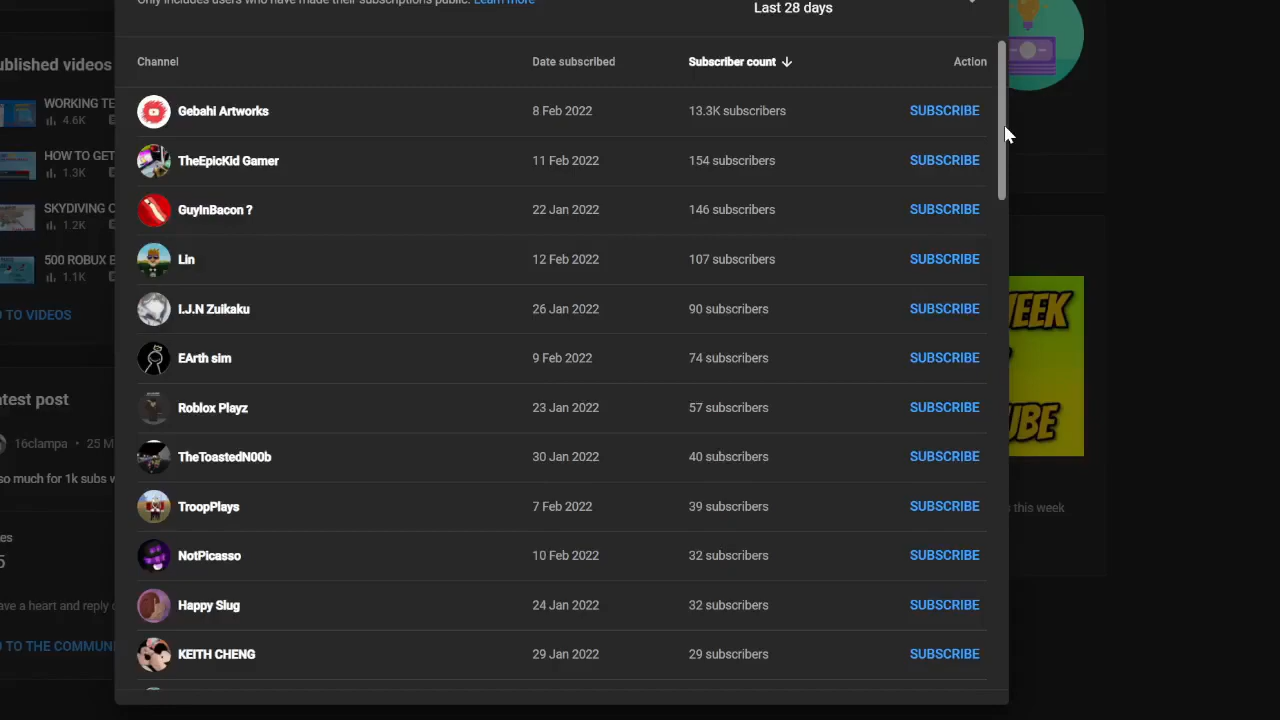 Only includes users who have made their subscriptions public. Learn more
Last 28 days
Channel Date subscribed Subscriber count ↓ Action
Gebahi Artworks 8 Feb 2022 13.3K subscribers SUBSCRIBE
TheEpicKid Gamer 11 Feb 2022 154 subscribers SUBSCRIBE
GuyInBacon ? 22 Jan 2022 146 subscribers SUBSCRIBE
Lin 12 Feb 2022 107 subscribers SUBSCRIBE
I.J.N Zuikaku 26 Jan 2022 90 subscribers SUBSCRIBE
EArth sim 9 Feb 2022 74 subscribers SUBSCRIBE
Roblox Playz 23 Jan 2022 57 subscribers SUBSCRIBE
TheToastedN00b 30 Jan 2022 40 subscribers SUBSCRIBE
TroopPlays 7 Feb 2022 39 subscribers SUBSCRIBE
NotPicasso 10 Feb 2022 32 subscribers SUBSCRIBE
Happy Slug 24 Jan 2022 32 subscribers SUBSCRIBE
KEITH CHENG 29 Jan 2022 29 subscribers SUBSCRIBE
ublished videos
WORKING TE
4.6K
HOW TO GET
1.3K
SKYDIVING
1.2K
500 ROBUX B
1.1K
O TO VIDEOS
atest post
16clampa • 25 M
so much for 1k subs w
es
5
ave a heart and reply
O TO THE COMMUN
EEK
UBE
this week